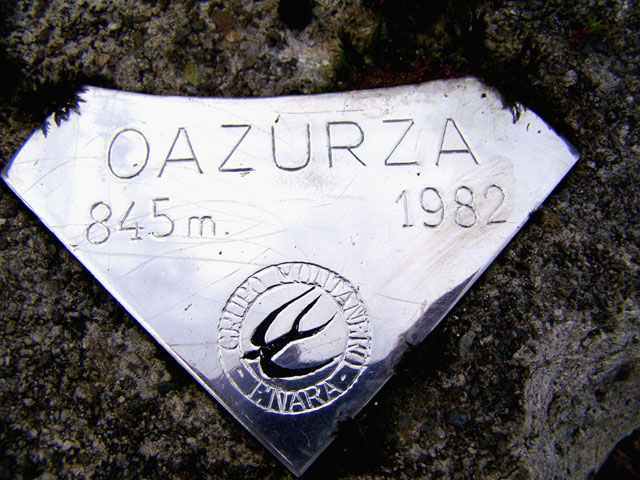 OAZURZA
845 m. 1982
GRUPO MONTAÑERO
- ENARA -